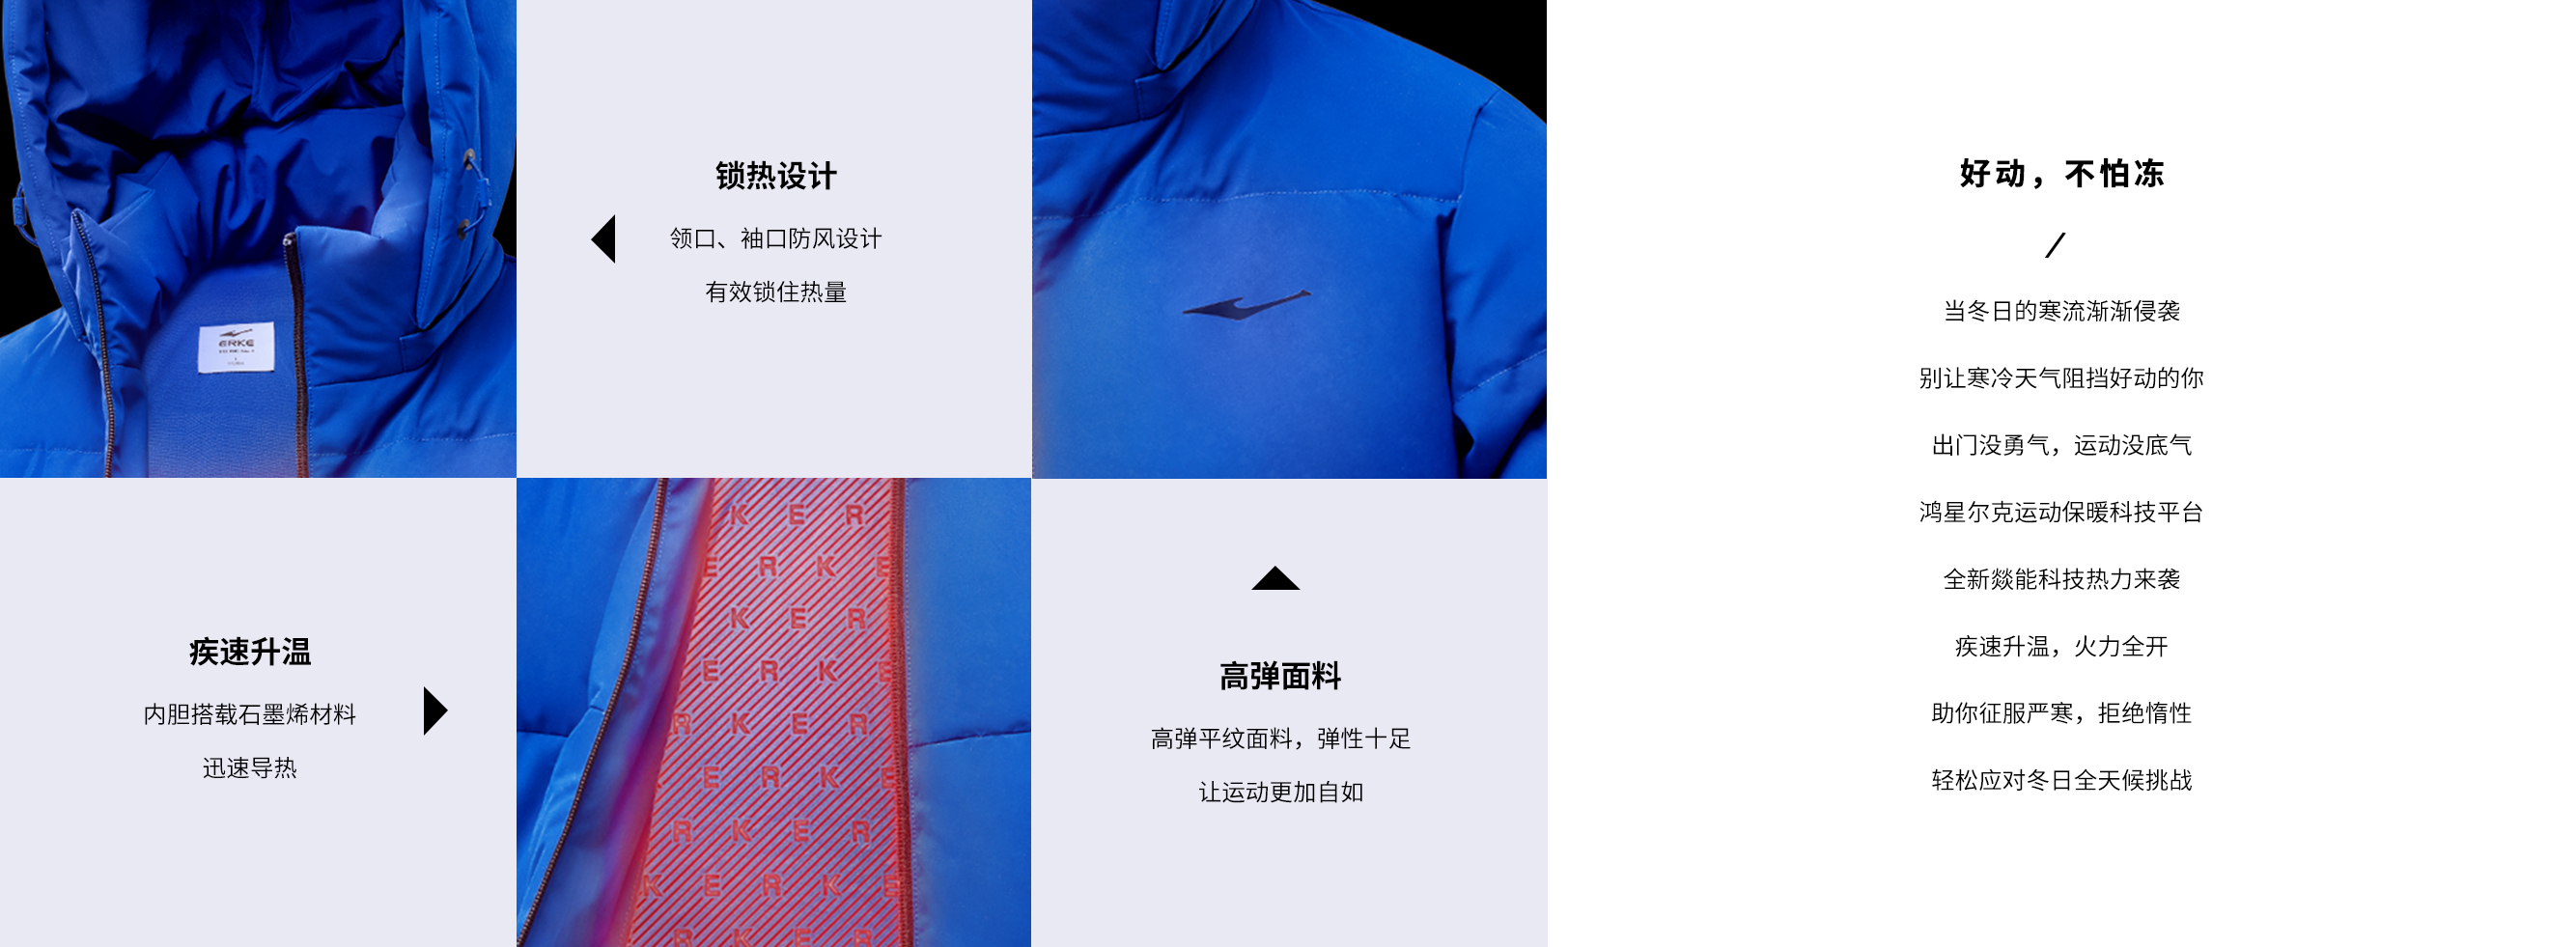 ERKE
锁热设计
领口、袖口防风设计
有效锁住热量
疾速升温
内胆搭载石墨烯材料
迅速导热
K E R
E R K E
K E R
E R K E
R K E R
E R K E
R K E R
K E R K E
R K E R
高弹面料
高弹平纹面料，弹性十足
让运动更加自如
好动，不怕冻
/
当冬日的寒流渐渐侵袭
别让寒冷天气阻挡好动的你
出门没勇气，运动没底气
鸿星尔克运动保暖科技平台
全新燚能科技热力来袭
疾速升温，火力全开
助你征服严寒，拒绝惰性
轻松应对冬日全天候挑战